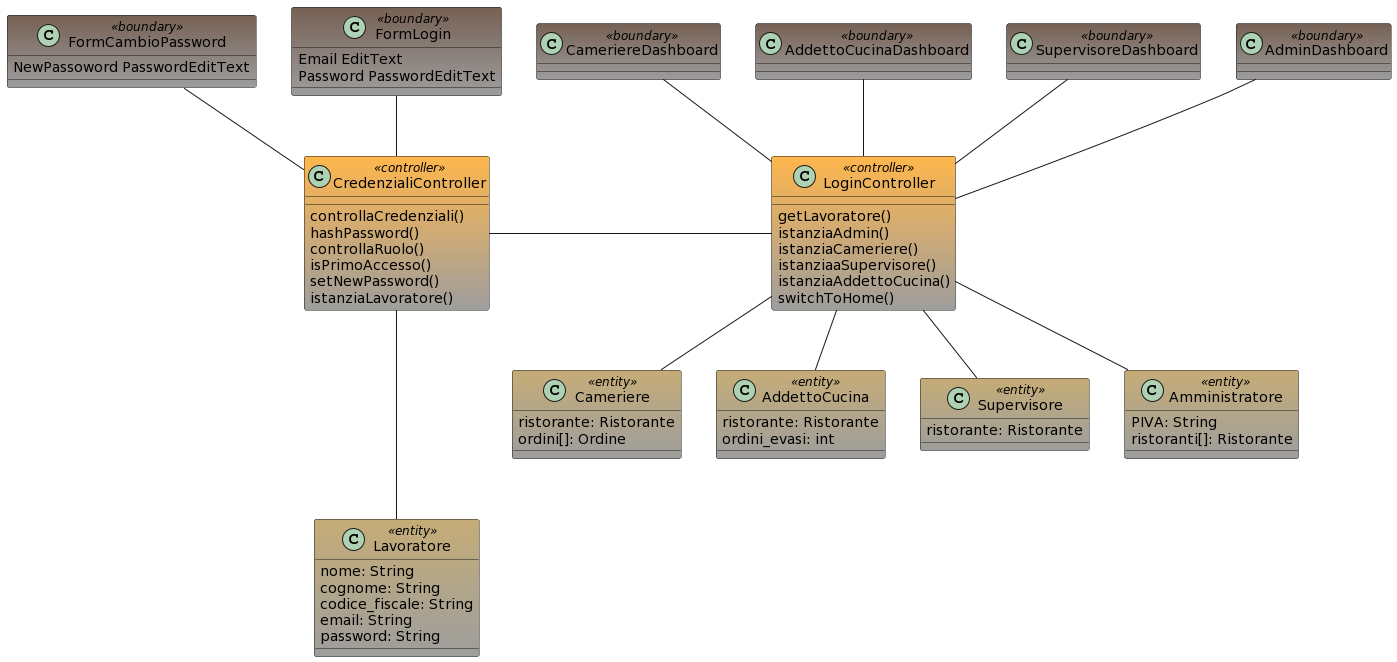 C
«boundary»
FormCambioPassword
NewPassoword PasswordEditText
C
«boundary»
FormLogin
Email EditText
Password PasswordEditText
C
«boundary»
CameriereDashboard
C
«boundary»
AddettoCucinaDashboard
C
«boundary»
SupervisoreDashboard
C
«boundary»
AdminDashboard
C
«controller»
CredenzialiController
controllaCredenziali()
hashPassword()
controllaRuolo()
isPrimoAccesso()
setNewPassword()
istanziaLavoratore()
C
«controller»
LoginController
getLavoratore()
istanziaAdmin()
istanziaCameriere()
istanziaaSupervisore()
istanziaAddettoCucina()
switchToHome()
C
«entity»
Cameriere
ristorante: Ristorante
ordini[]: Ordine
C
«entity»
AddettoCucina
ristorante: Ristorante
ordini_evasi: int
C
«entity»
Supervisore
ristorante: Ristorante
C
«entity»
Amministratore
PIVA: String
ristoranti[]: Ristorante
C
«entity»
Lavoratore
nome: String
cognome: String
codice_fiscale: String
email: String
password: String